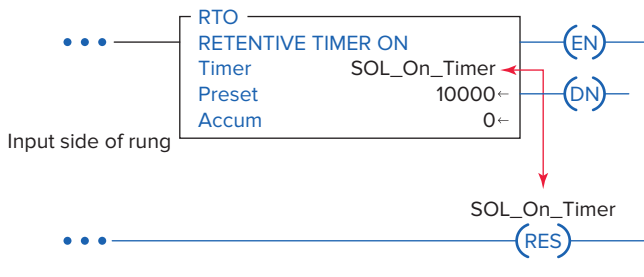 RTO
RETENTIVE TIMER ON
(EN)
Timer SOL_On_Timer
Preset 10000←
(DN)
Accum 0←
Input side of rung
SOL_On_Timer
(RES)